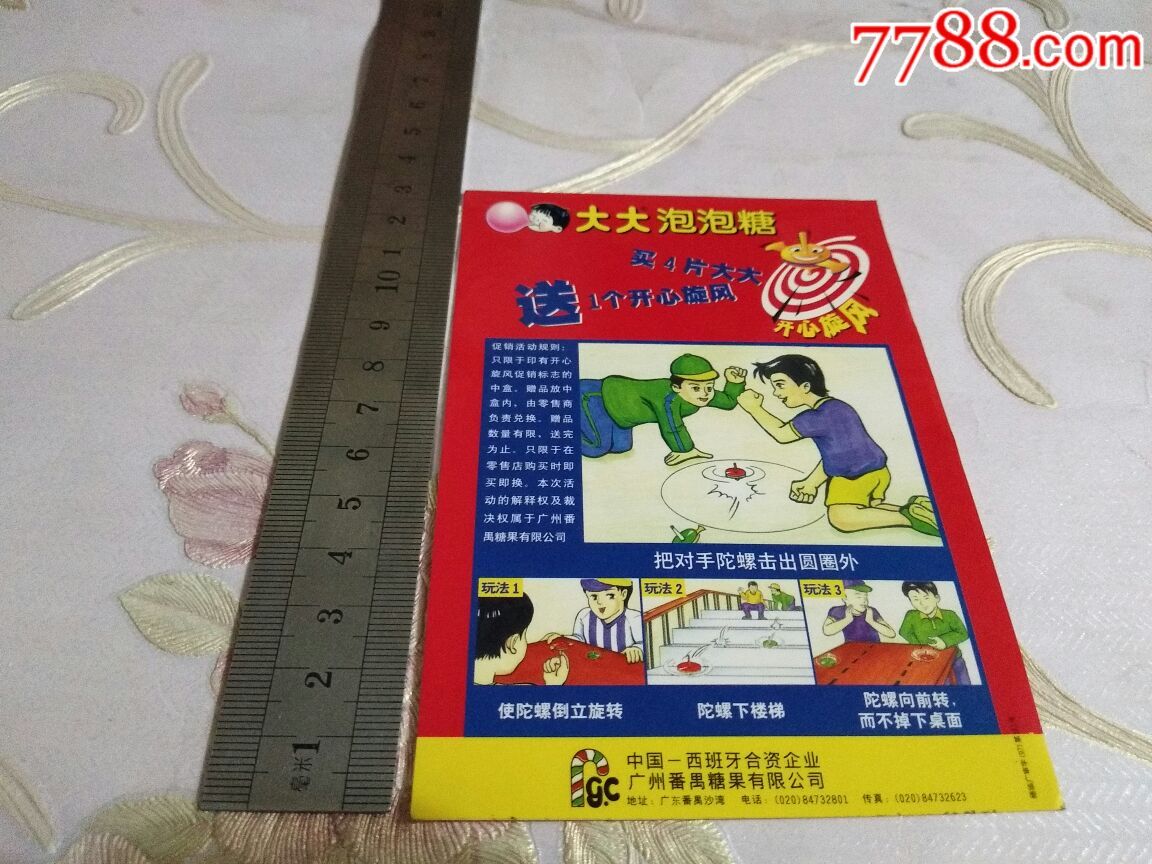 7788.com
大大泡泡糖
买4片大大
送1个开心旋风
开心旋风
促销活动规则：
只限于印有开心
旋风促销标志的
中盒。赠品放中
盒内，由零售商
负责兑换。赠品
数量有限，送完
为止。只限于在
零售店购买时即
买即换。本次活
动的解释权及裁
决权属于广州番
禺糖果有限公司
把对手陀螺击出圆圈外
玩法1
玩法2
玩法3
使陀螺倒立旋转
陀螺下楼梯
陀螺向前转，
而不掉下桌面
g.c
中国－西班牙合资企业
广州番禺糖果有限公司
地址：广东番禺沙湾 电话：(020)84732801 传真：(020)84732623
毫米
1
2
3
4
5
6
7
8
9
10
1
2
3
4
5
6
7